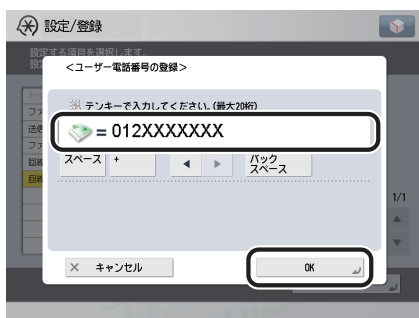 設定/登録
設定する項目を選択します。
<ユーザー電話番号の登録>
テンキーで入力してください。(最大20桁)
= 012XXXXXXX
スペース + ◀ ▶ バックスペース
1/1
× キャンセル OK